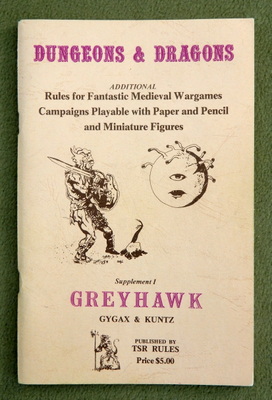 DUNGEONS & DRAGONS
ADDITIONAL
Rules for Fantastic Medieval Wargames
Campaigns Playable with Paper and Pencil
and Miniature Figures
Supplement I
GREYHAWK
GYGAX & KUNTZ
PUBLISHED BY
TSR RULES
Price $5.00